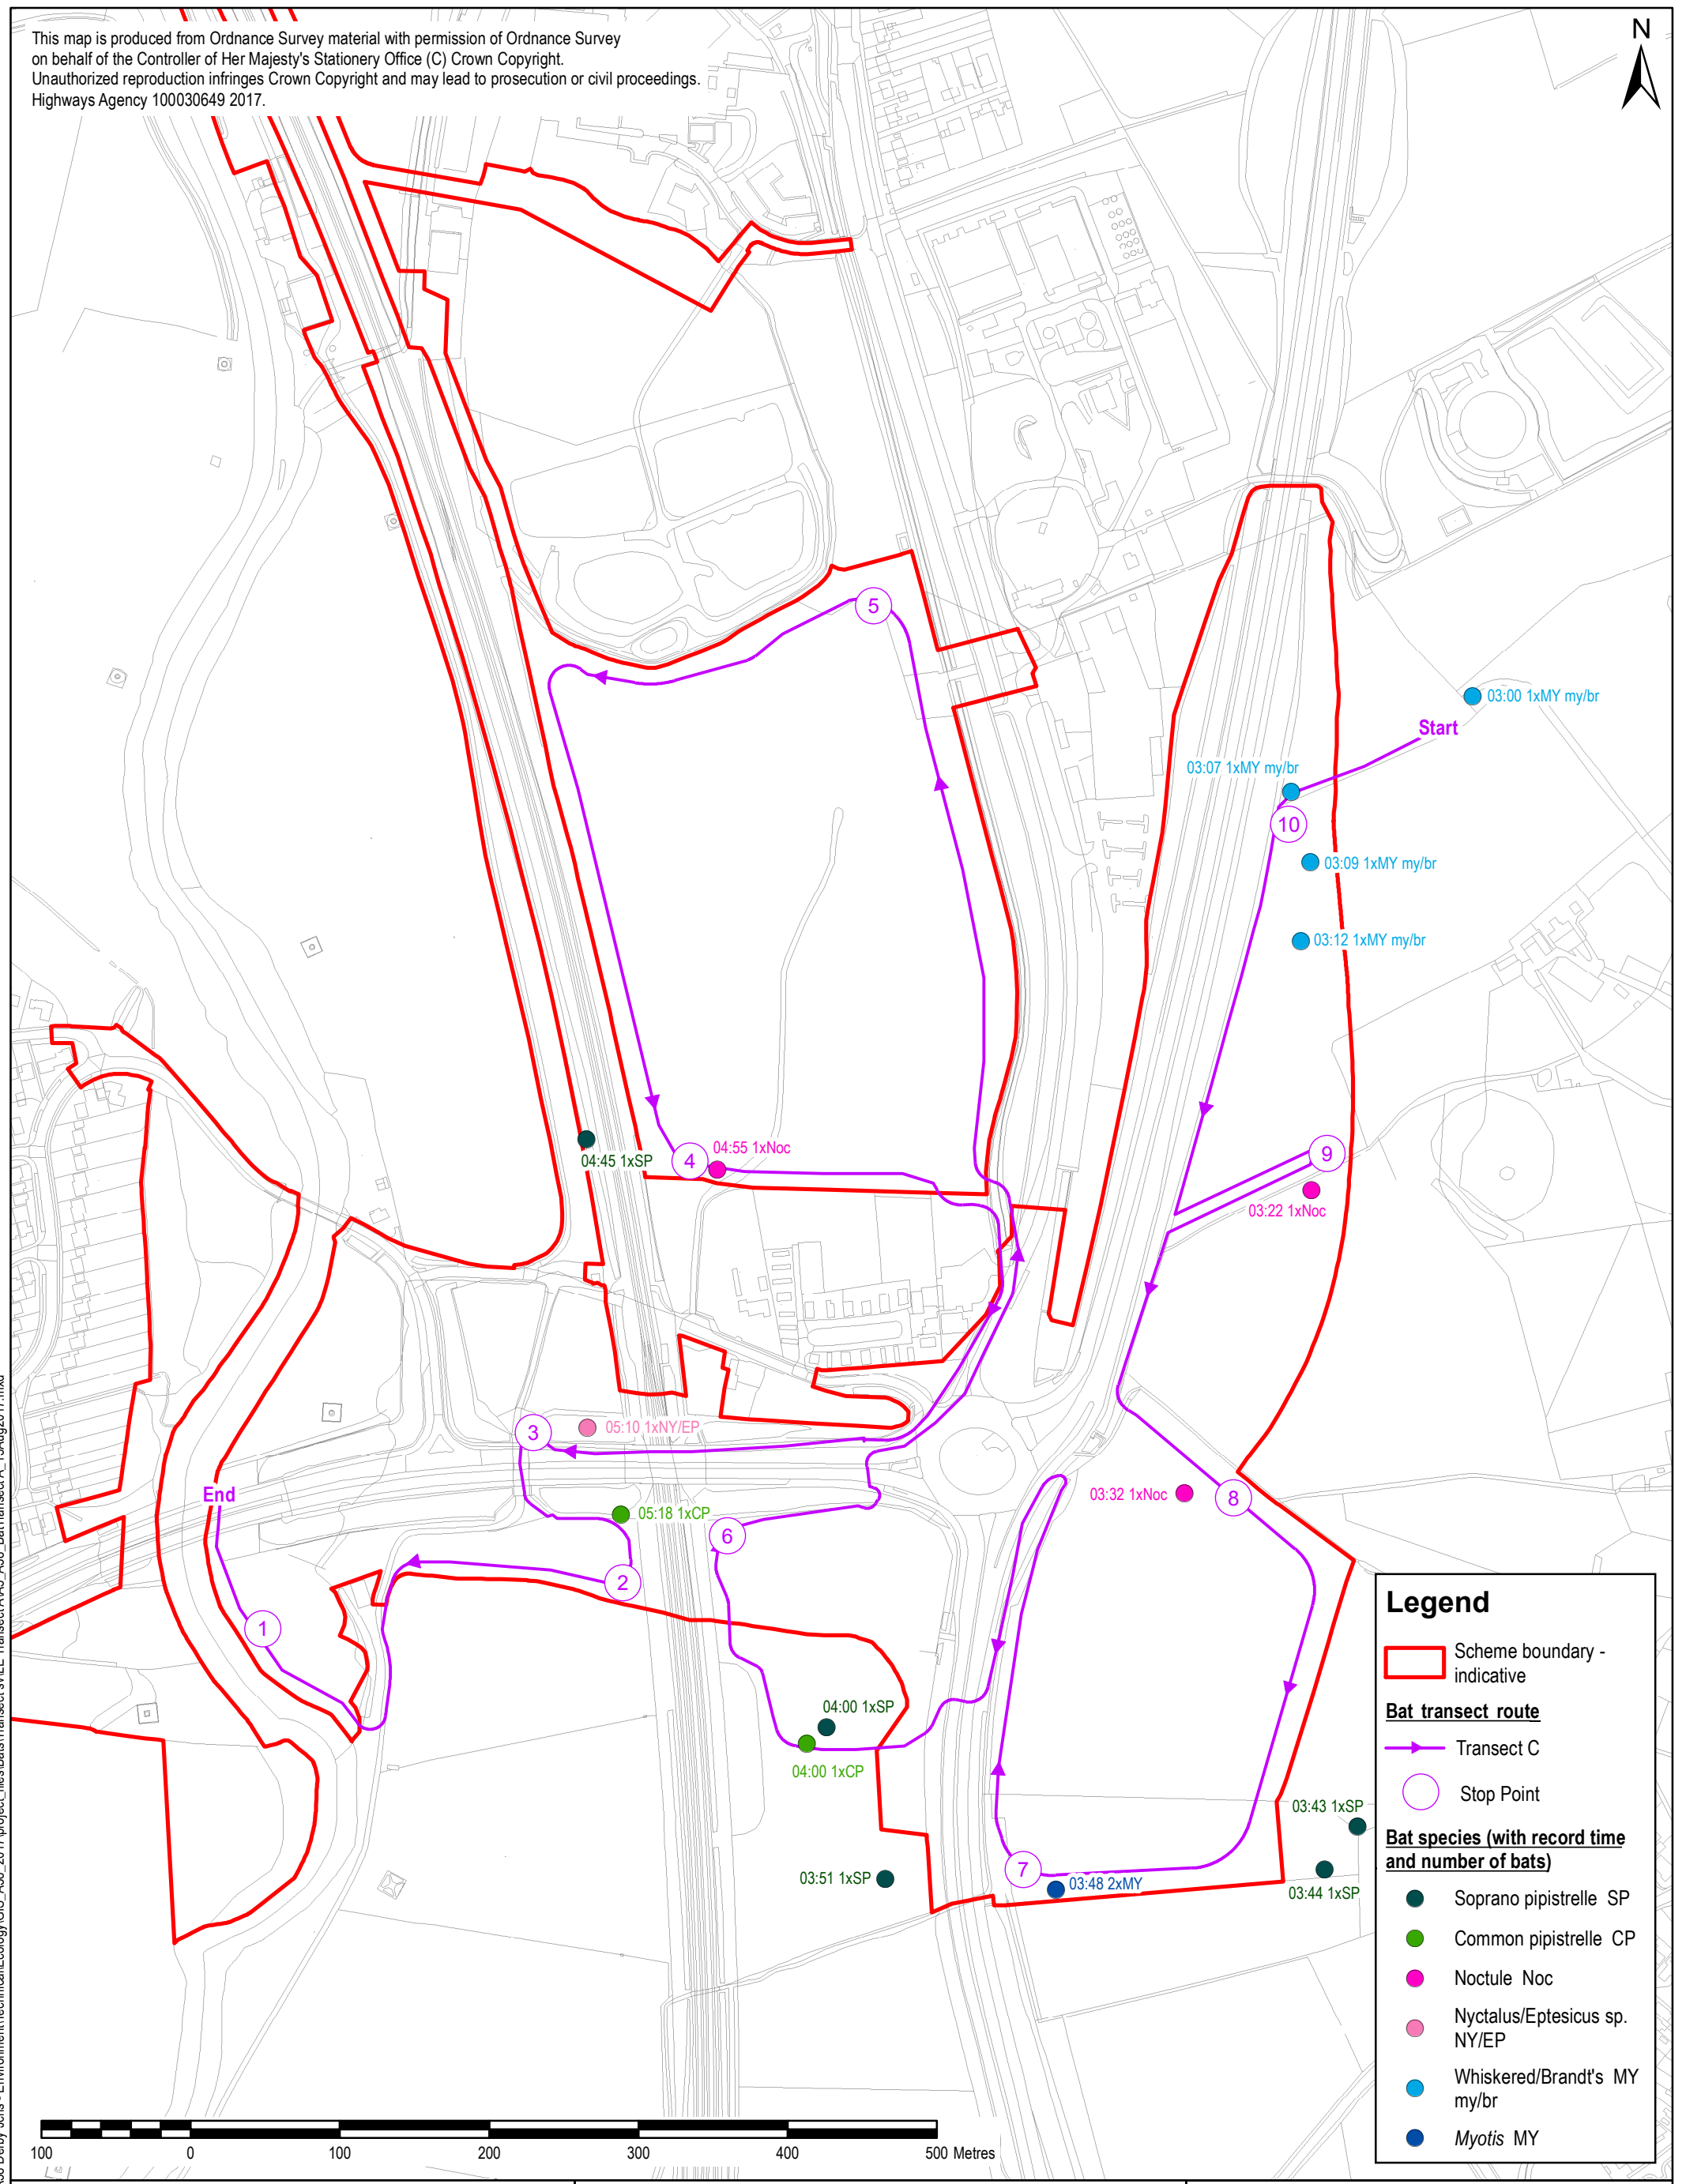 This map is produced from Ordnance Survey material with permission of Ordnance Survey
on behalf of the Controller of Her Majesty's Stationery Office (C) Crown Copyright.
Unauthorized reproduction infringes Crown Copyright and may lead to prosecution or civil proceedings.
Highways Agency 100030649 2017.
N
5
03:00 1xMY my/br
Start
03:07 1xMY my/br
10
03:09 1xMY my/br
03:12 1xMY my/br
04:45 1xSP
4
04:55 1xNoc
9
03:22 1xNoc
3
05:10 1xNY/EP
End
05:18 1xCP
6
03:32 1xNoc
8
2
1
04:00 1xSP
04:00 1xCP
03:43 1xSP
03:51 1xSP
7
03:48 2xMY
03:44 1xSP
Legend
Scheme boundary -
indicative
Bat transect route
Transect C
Stop Point
Bat species (with record time
and number of bats)
Soprano pipistrelle SP
Common pipistrelle CP
Noctule Noc
Nyctalus/Eptesicus sp.
NY/EP
Whiskered/Brandt's MY
my/br
Myotis MY
100 0 100 200 300 400 500 Metres